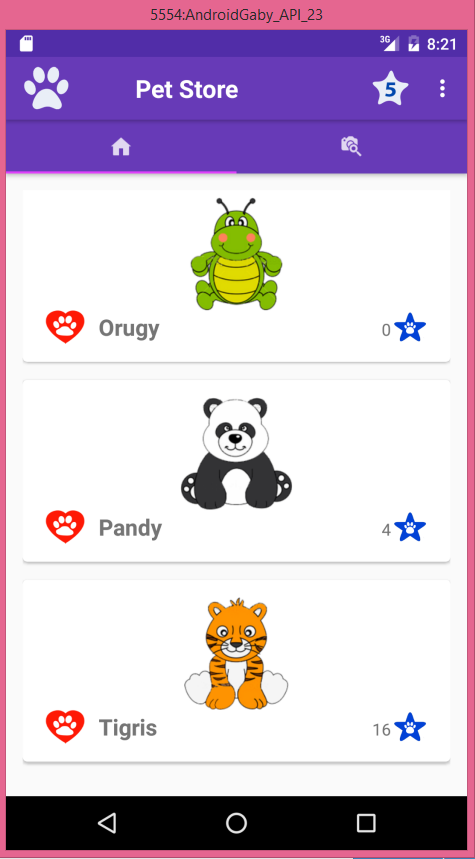 5554:AndroidGaby_API_23
3G 8:21
Pet Store 5
Orugy 0
Pandy 4
Tigris 16